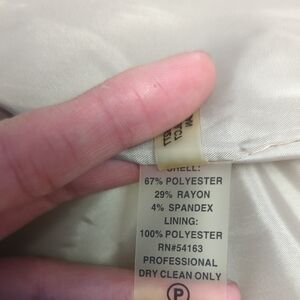 SHELL:
67% POLYESTER
29% RAYON
4% SPANDEX
LINING:
100% POLYESTER
RN#54163
PROFESSIONAL
DRY CLEAN ONLY
P